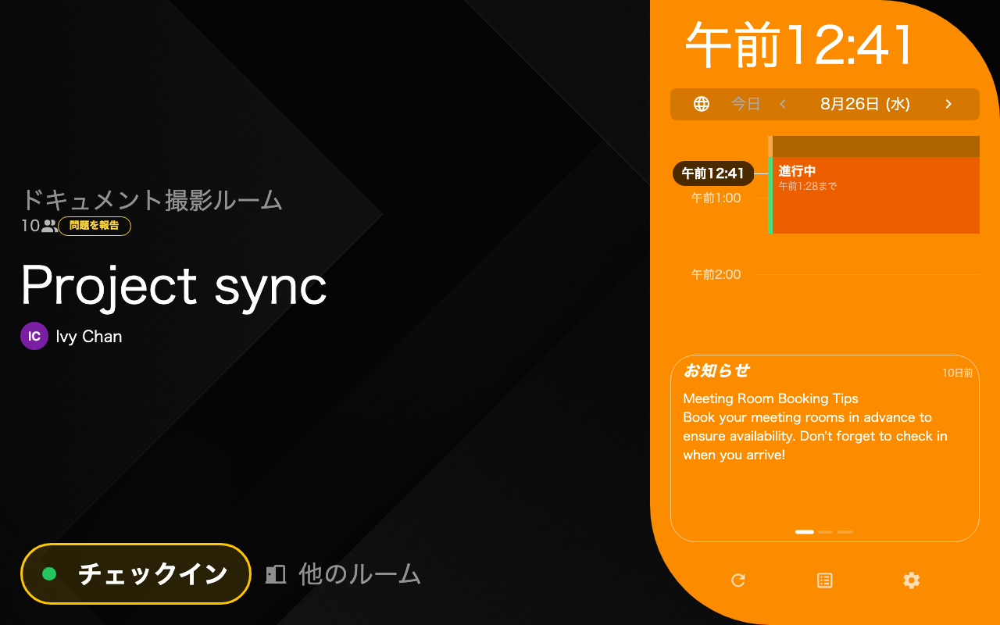 ドキュメント撮影ルーム
10
問題を報告
Project sync
IC
Ivy Chan
チェックイン
他のルーム
午前12:41
今日
8月26日 (水)
午前12:41
進行中
午前1:28まで
午前1:00
午前2:00
お知らせ
10日前
Meeting Room Booking Tips
Book your meeting rooms in advance to
ensure availability. Don't forget to check in
when you arrive!